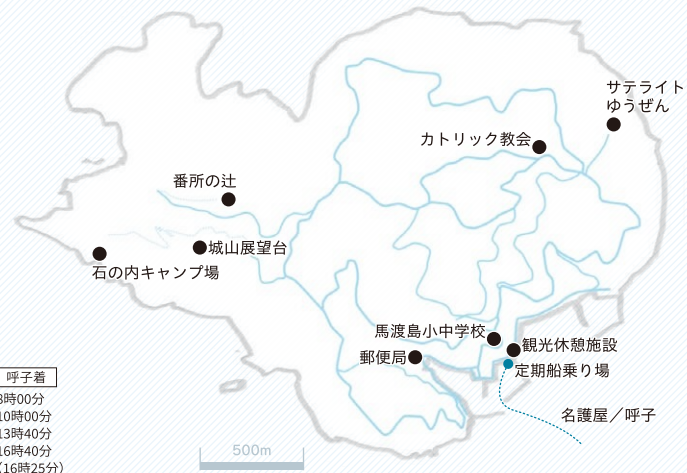 サテライト
ゆうぜん
カトリック教会
番所の辻
城山展望台
石の内キャンプ場
馬渡島小中学校
観光休憩施設
郵便局
定期船乗り場
名護屋／呼子
500m
呼子着
8時00分
10時00分
13時40分
16時40分
(16時25分)